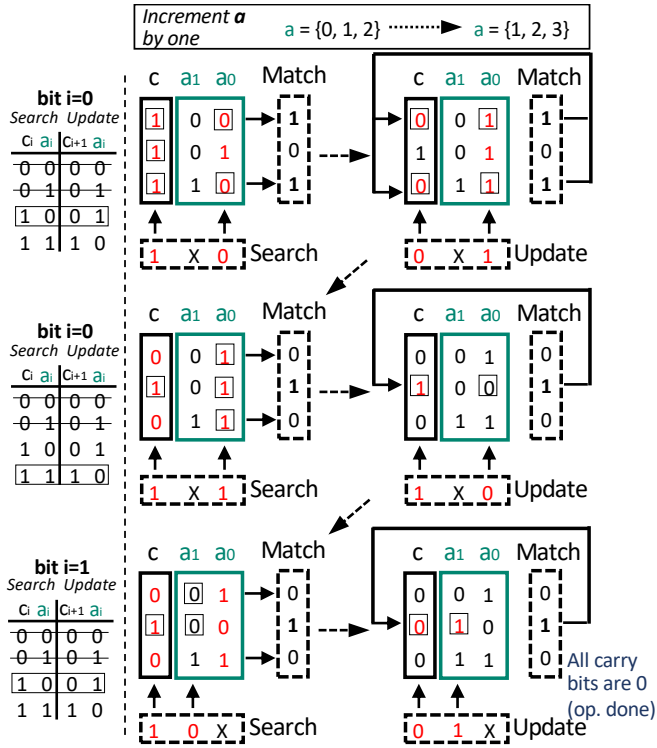 Increment a by one
a = {0, 1, 2} a = {1, 2, 3}
bit i=0
Search Update
ci ai ci+1 ai
0 0 0 0
0 1 0 1
1 0 0 1
1 1 1 0
c a1 a0 Match
1 0 0 1
1 0 1 0
1 1 0 1
1 X 0 Search
c a1 a0 Match
0 0 1 1
1 0 1 0
0 1 1 1
0 X 1 Update
bit i=0
Search Update
ci ai ci+1 ai
0 0 0 0
0 1 0 1
1 0 0 1
1 1 1 0
c a1 a0 Match
0 0 1 0
1 0 1 1
0 1 1 0
1 X 1 Search
c a1 a0 Match
0 0 1 0
1 0 0 1
0 1 1 0
1 X 0 Update
bit i=1
Search Update
ci ai ci+1 ai
0 0 0 0
0 1 0 1
1 0 0 1
1 1 1 0
c a1 a0 Match
0 0 1 0
1 0 0 1
0 1 1 0
1 0 X Search
c a1 a0 Match
0 0 1 0
0 1 0 1
0 1 1 0
0 1 X Update
All carry
bits are 0
(op. done)